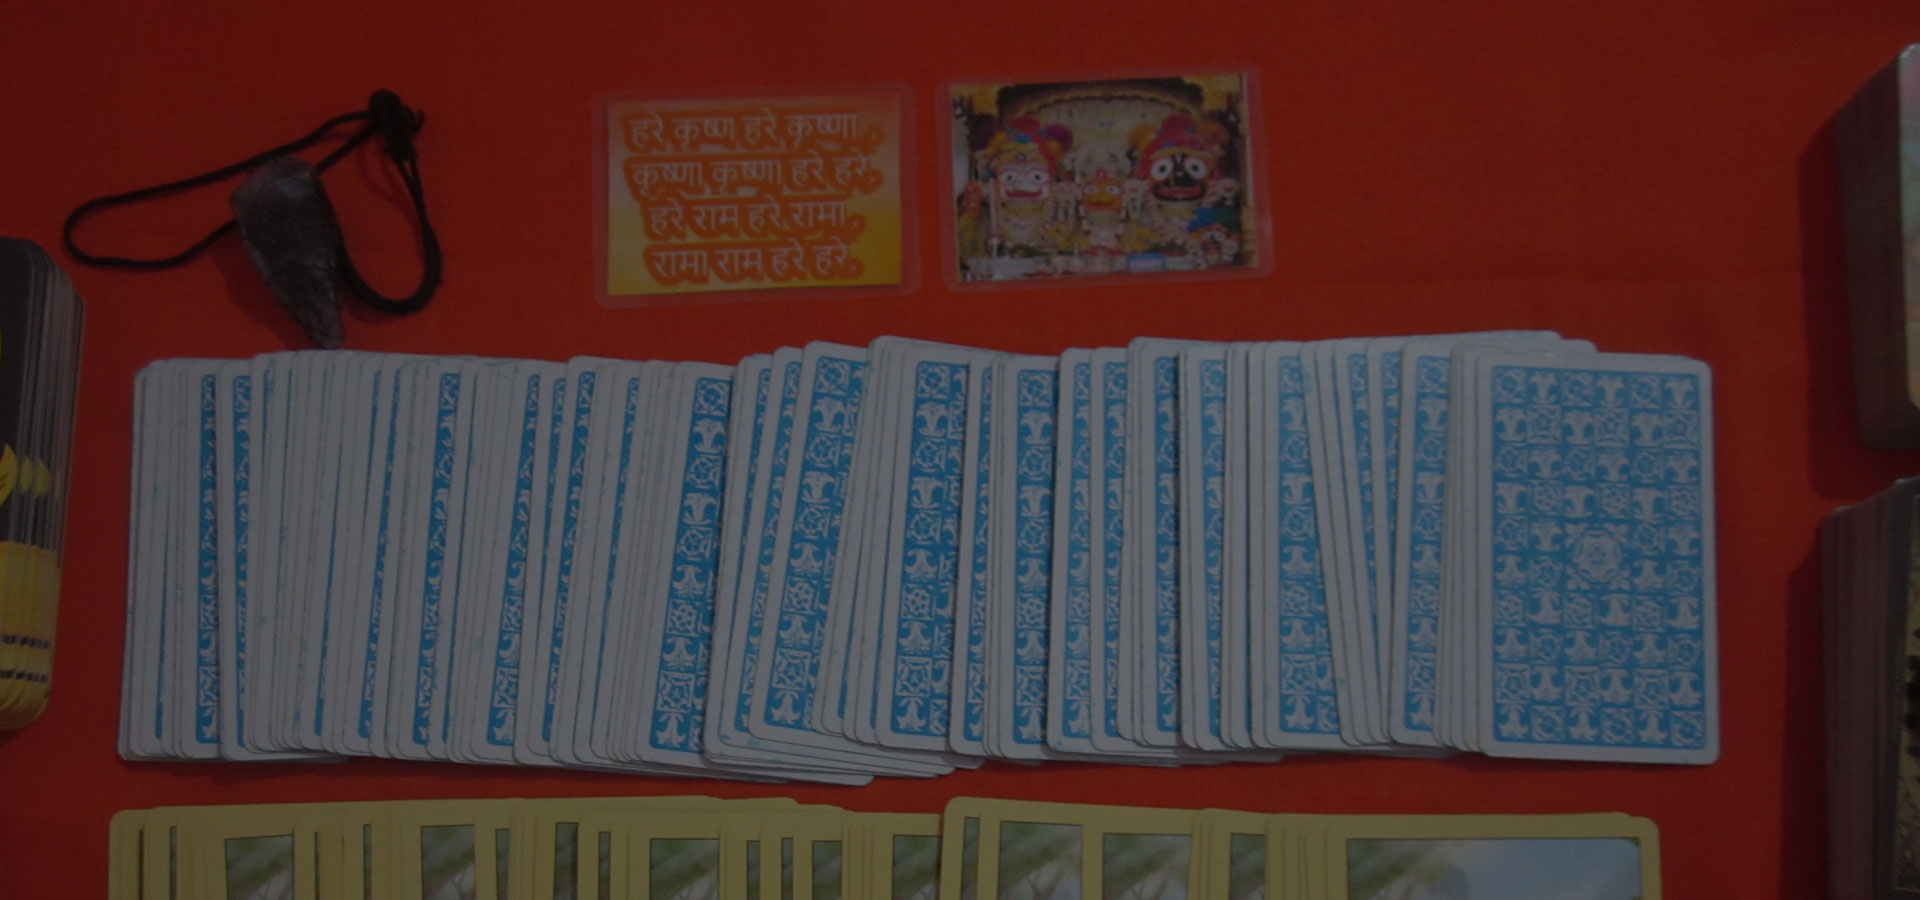 हरे कृष्ण हरे कृष्णा,
कृष्णा कृष्णा हरे हरे,
हरे राम हरे रामा,
रामा राम हरे हरे,